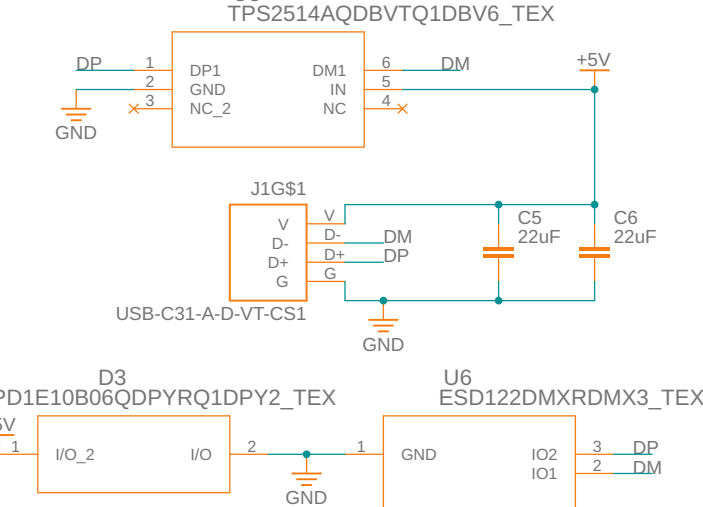 TPS2514AQDBVTQ1DBV6_TEX
DP 1 DP1 DM1 6 DM +5V
2 GND IN 5
3 NC_2 NC 4
GND
J1G$1
V V C5 C6
D- D- DM 22uF 22uF
D+ D+ DP
G G
USB-C31-A-D-VT-CS1
GND
D3 U6
PD1E10B06QDPYRQ1DPY2_TEX ESD122DMXRDMX3_TEX
5V
1 I/O_2 I/O 2 1 GND IO2 3 DP
IO1 2 DM
GND